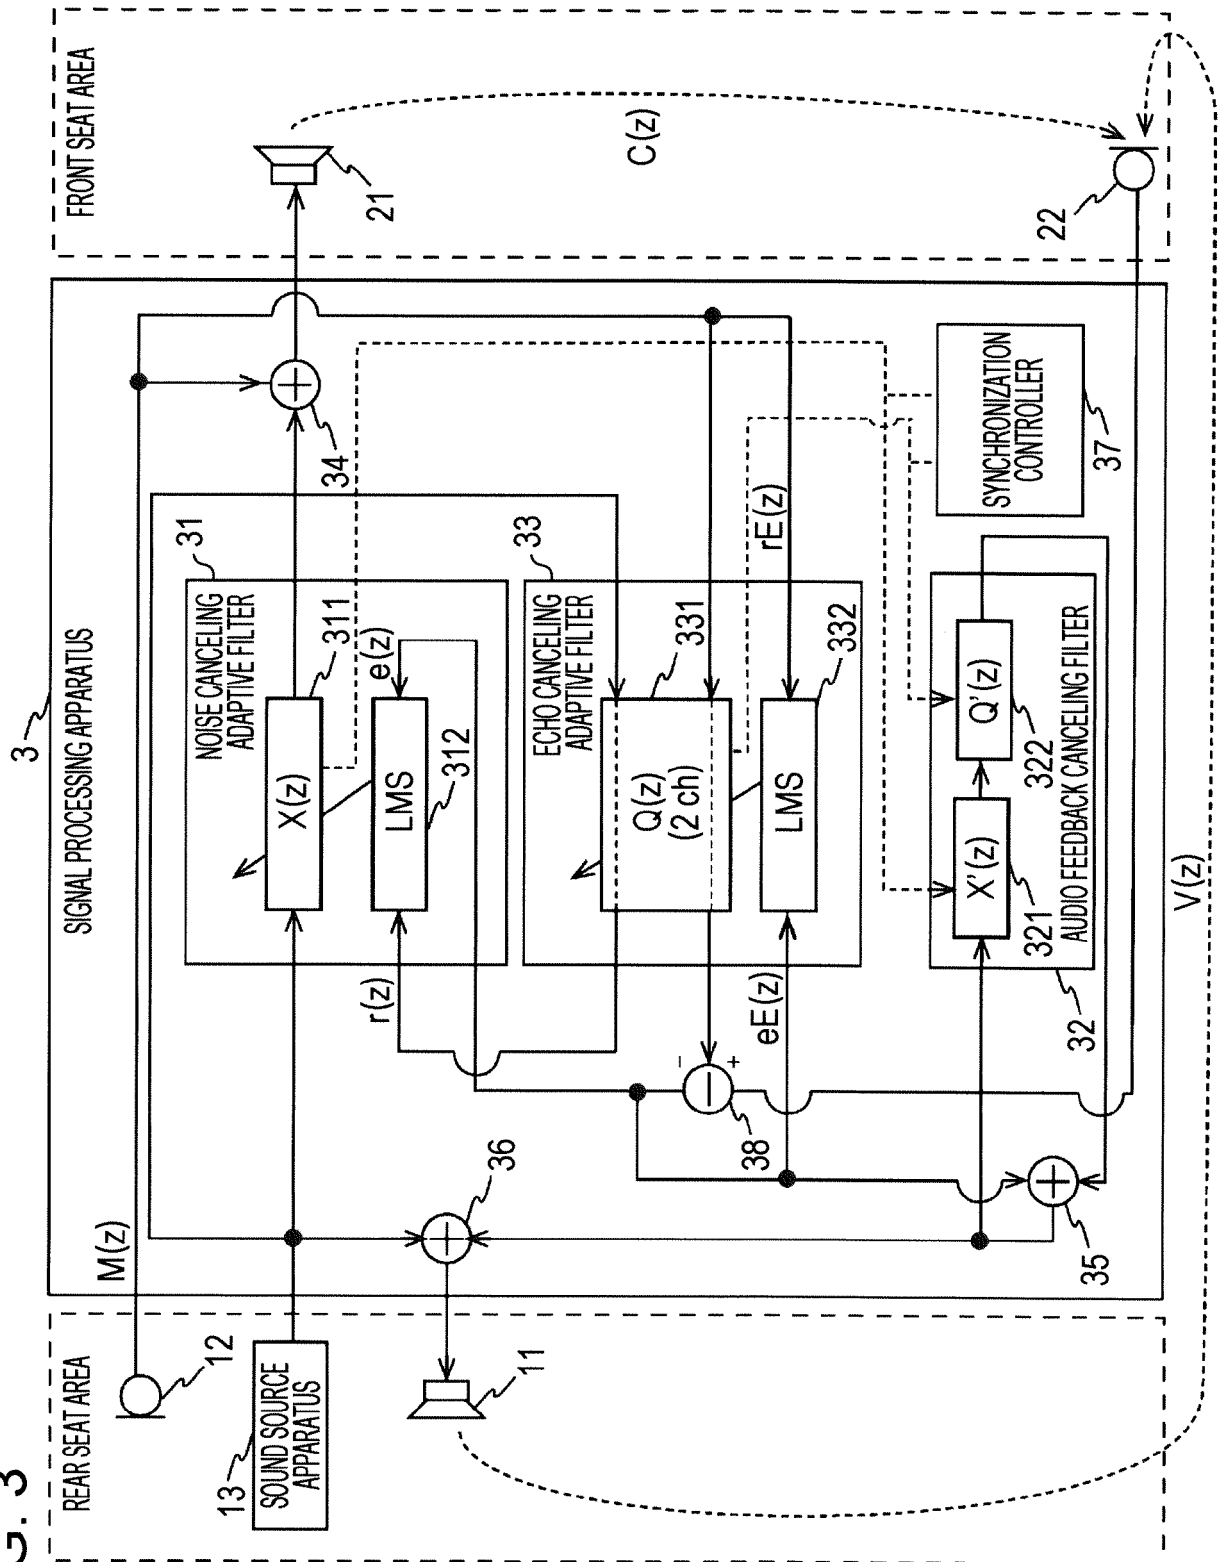 G. 3
REAR SEAT AREA
12
13
SOUND SOURCE
APPARATUS
11
3
SIGNAL PROCESSING APPARATUS
M(z)
36
35
NOISE CANCELING
ADAPTIVE FILTER
31
X(z)
311
LMS
312
e(z)
r(z)
34
ECHO CANCELING
ADAPTIVE FILTER
33
Q(z)
(2 ch)
331
LMS
332
rE(z)
eE(z)
-
+
38
X'(z)
321
Q'(z)
322
AUDIO FEEDBACK CANCELING FILTER
32
SYNCHRONIZATION
CONTROLLER
37
V(z)
FRONT SEAT AREA
21
C(z)
22